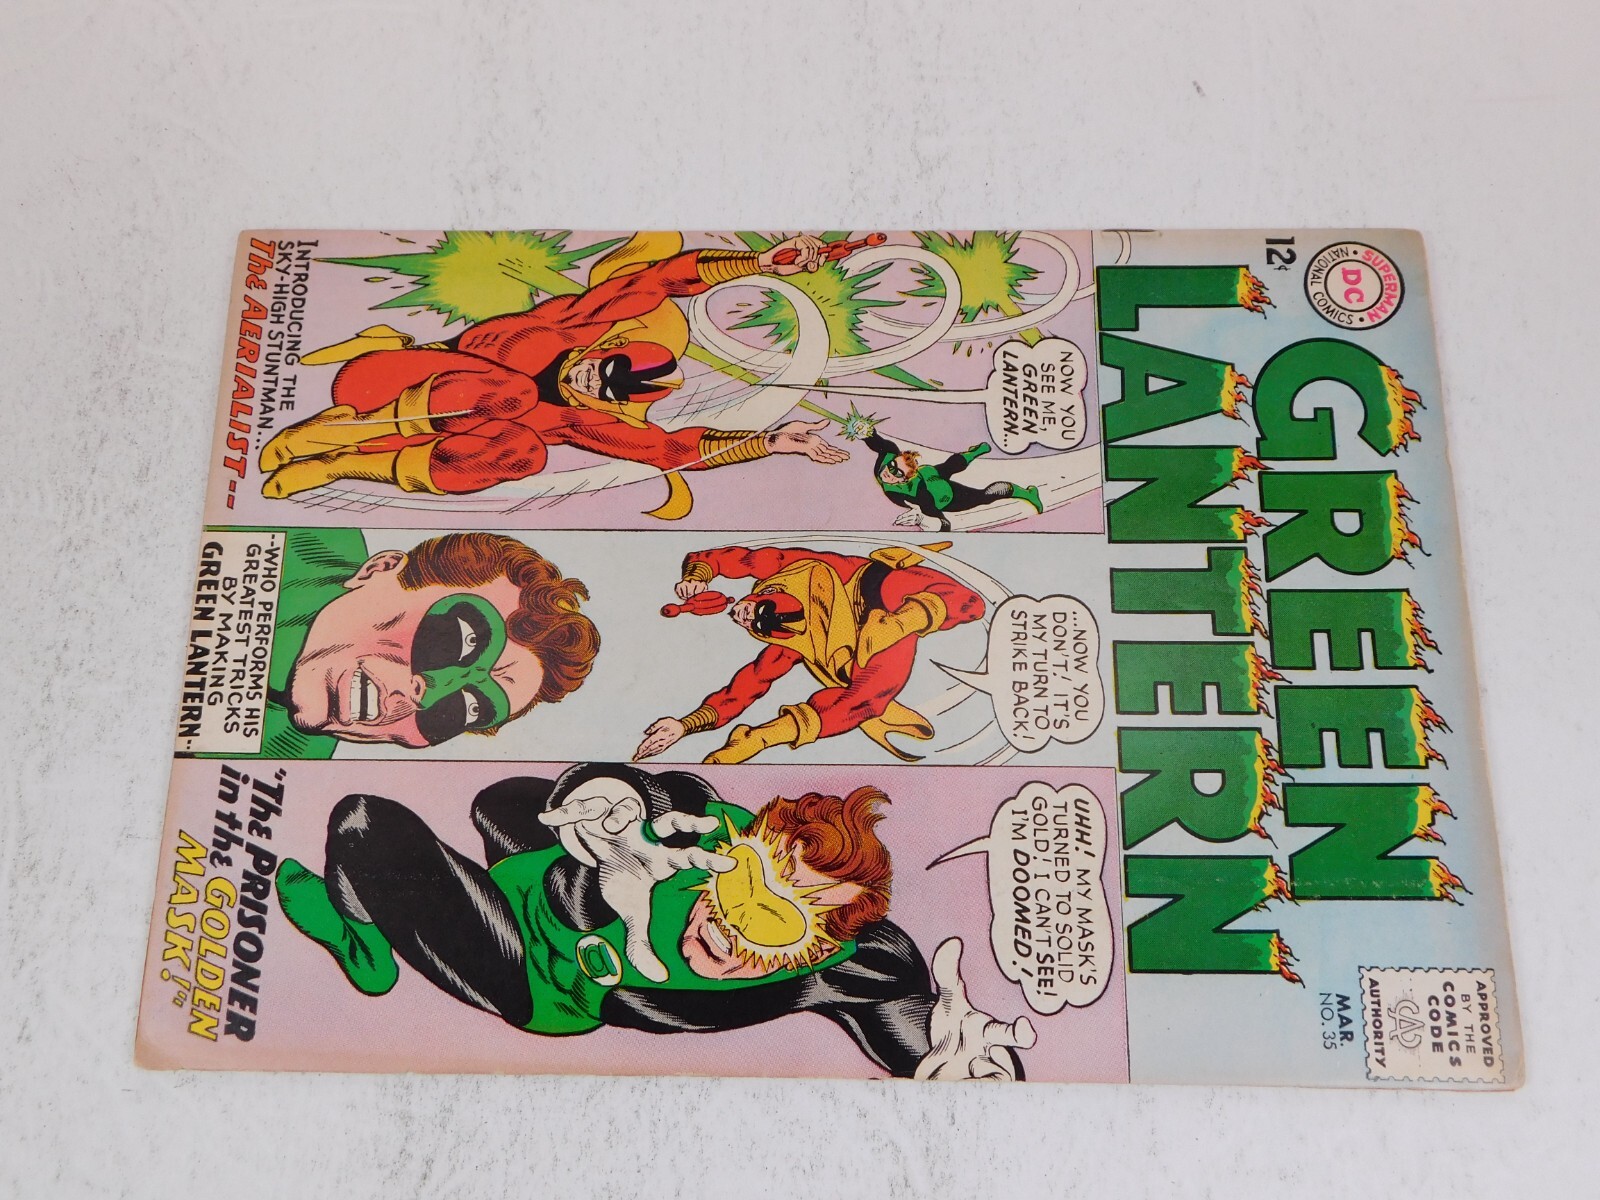 12¢
SUPERMAN
DC
NATIONAL COMICS
GREEN
LANTERN
APPROVED
BY THE
COMICS
CODE
CA
AUTHORITY
MAR.
NO. 35
NOW YOU
SEE ME,
GREEN
LANTERN...
INTRODUCING THE
SKY-HIGH STUNTMAN...
The AERIALIST--
...NOW YOU
DON'T! IT'S
MY TURN TO
STRIKE BACK!
--WHO PERFORMS HIS
GREATEST TRICKS
BY MAKING
GREEN LANTERN--
UHH! MY MASK'S
TURNED TO SOLID
GOLD! I CAN'T SEE!
I'M DOOMED!
"The PRISONER
in the GOLDEN
MASK!"